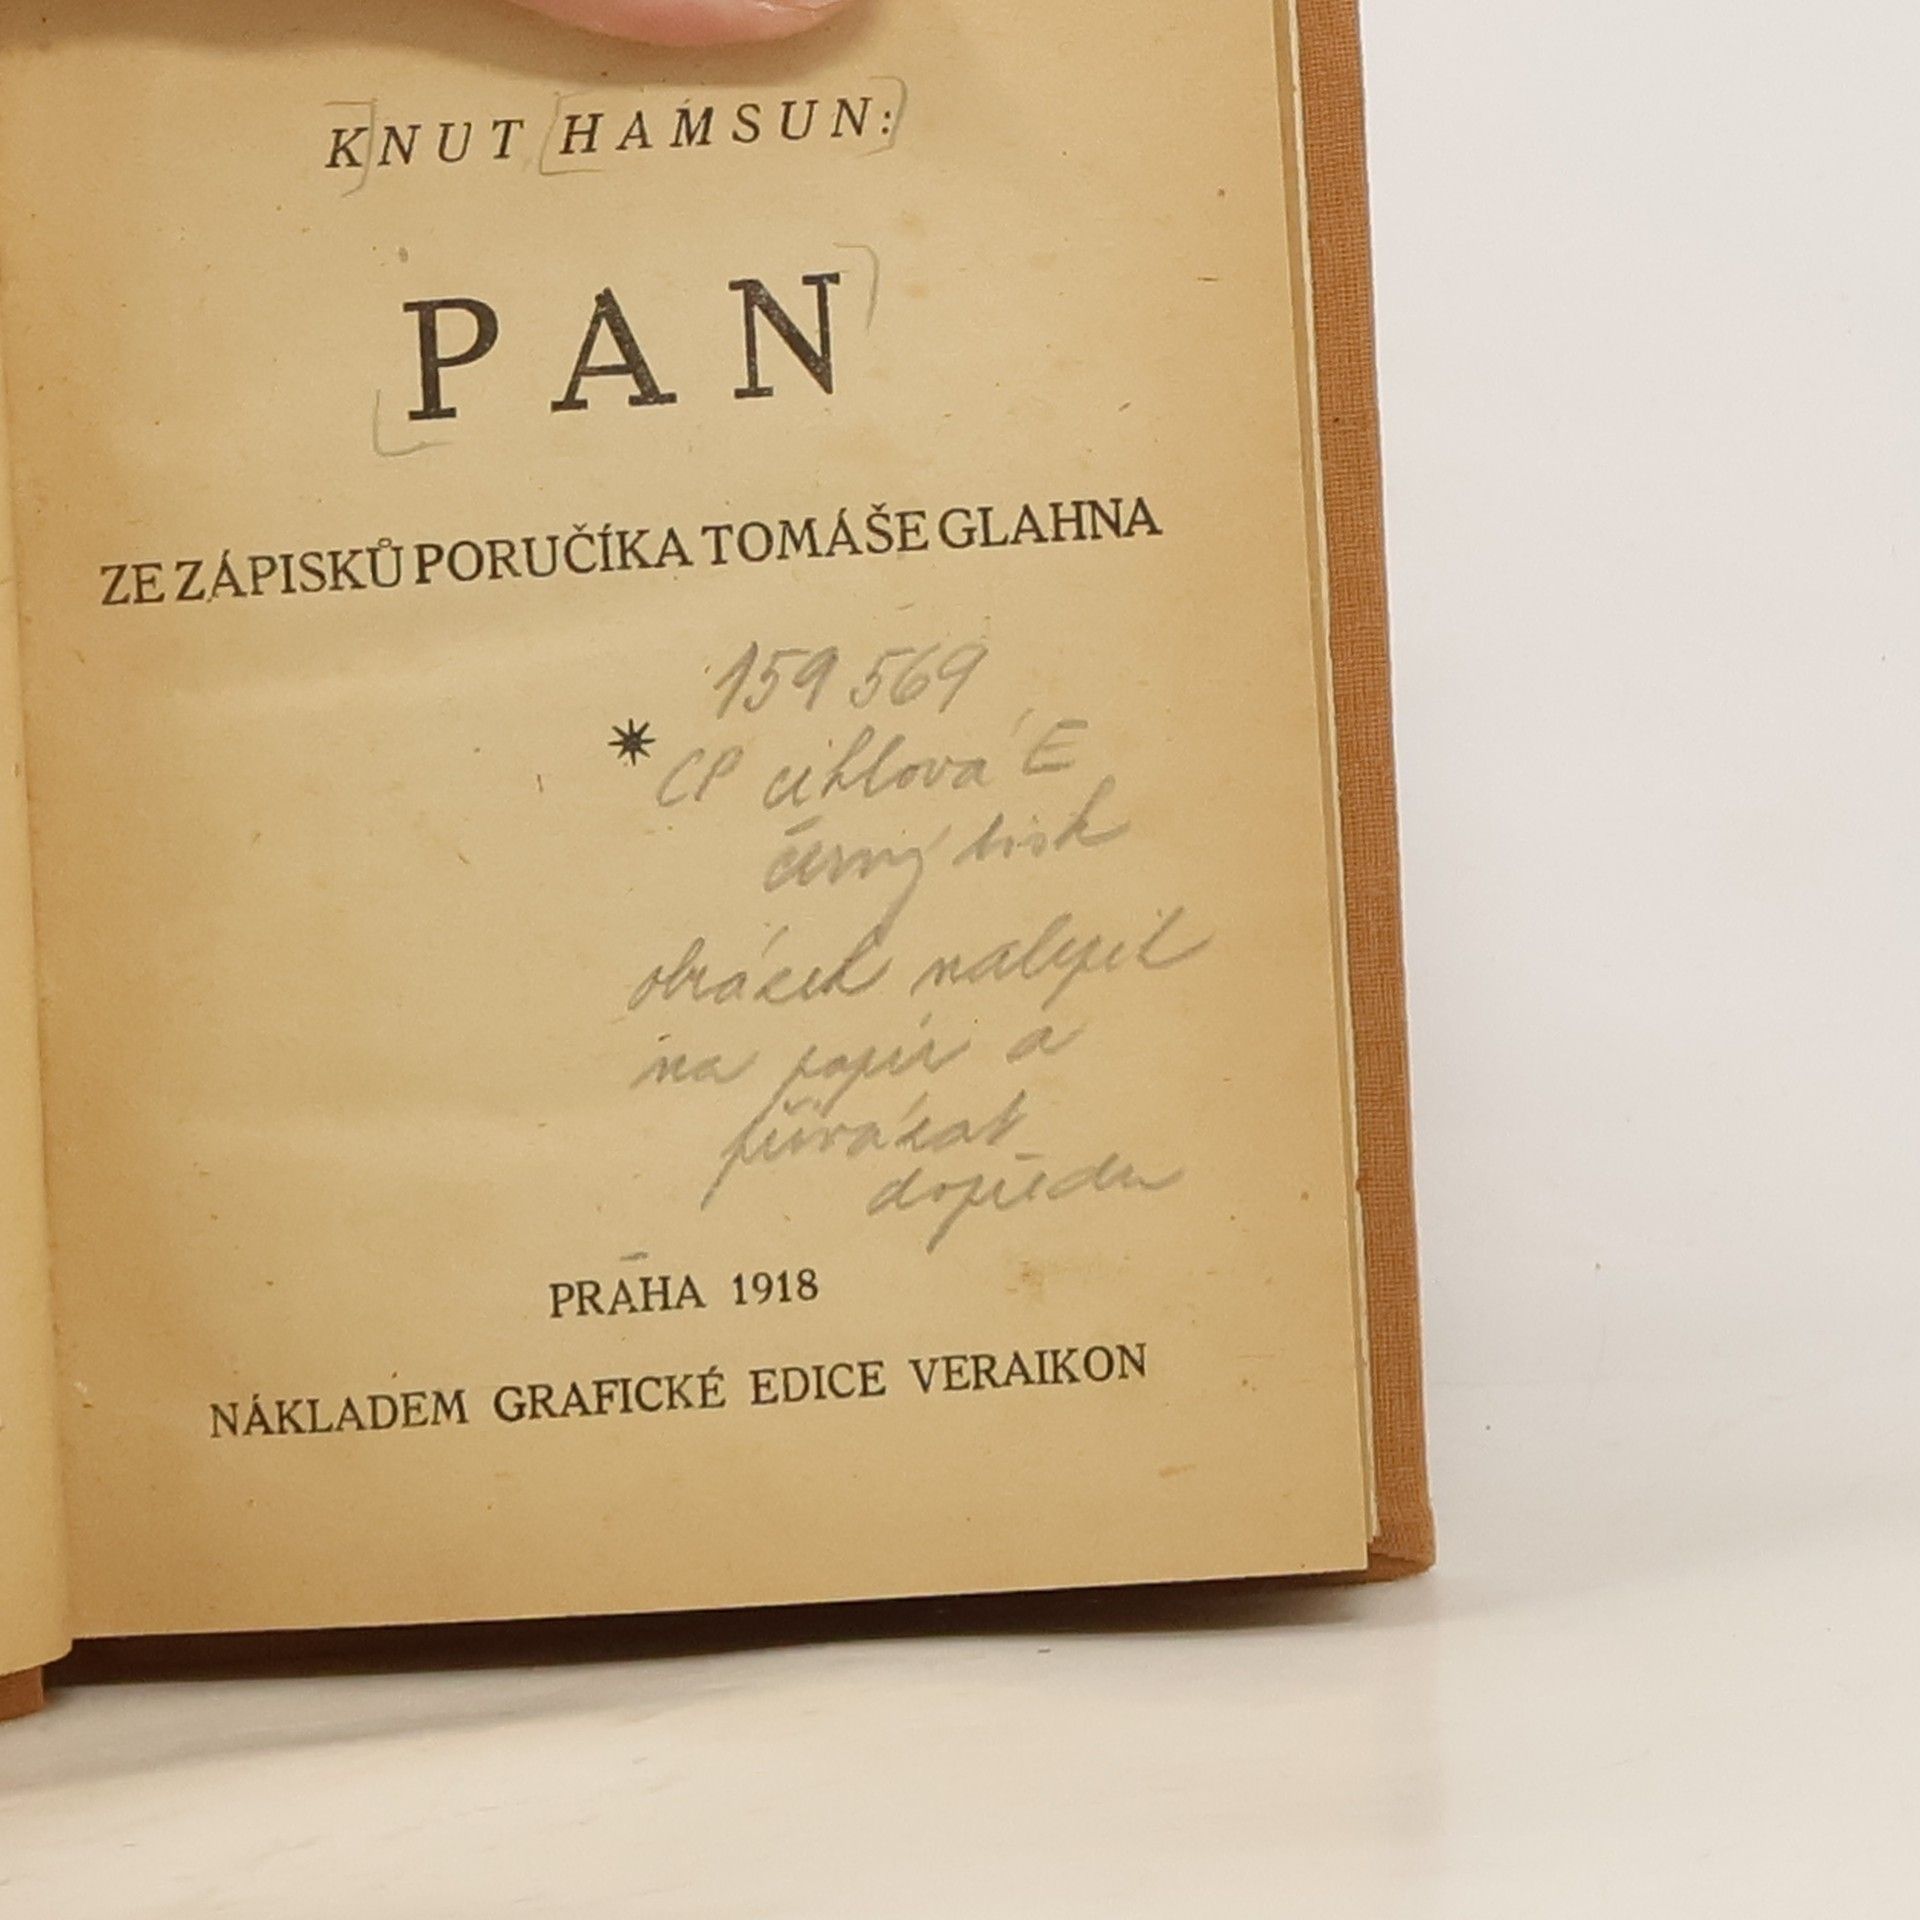 KNUT HAMSUN:
PAN
ZE ZÁPISKŮ PORUČÍKA TOMÁŠE GLAHNA
159 569
CP cihlová E
černý tisk
obrázek nalepit
na papír a
přivázat
dopředu
PRAHA 1918
NÁKLADEM GRAFICKÉ EDICE VERAIKON